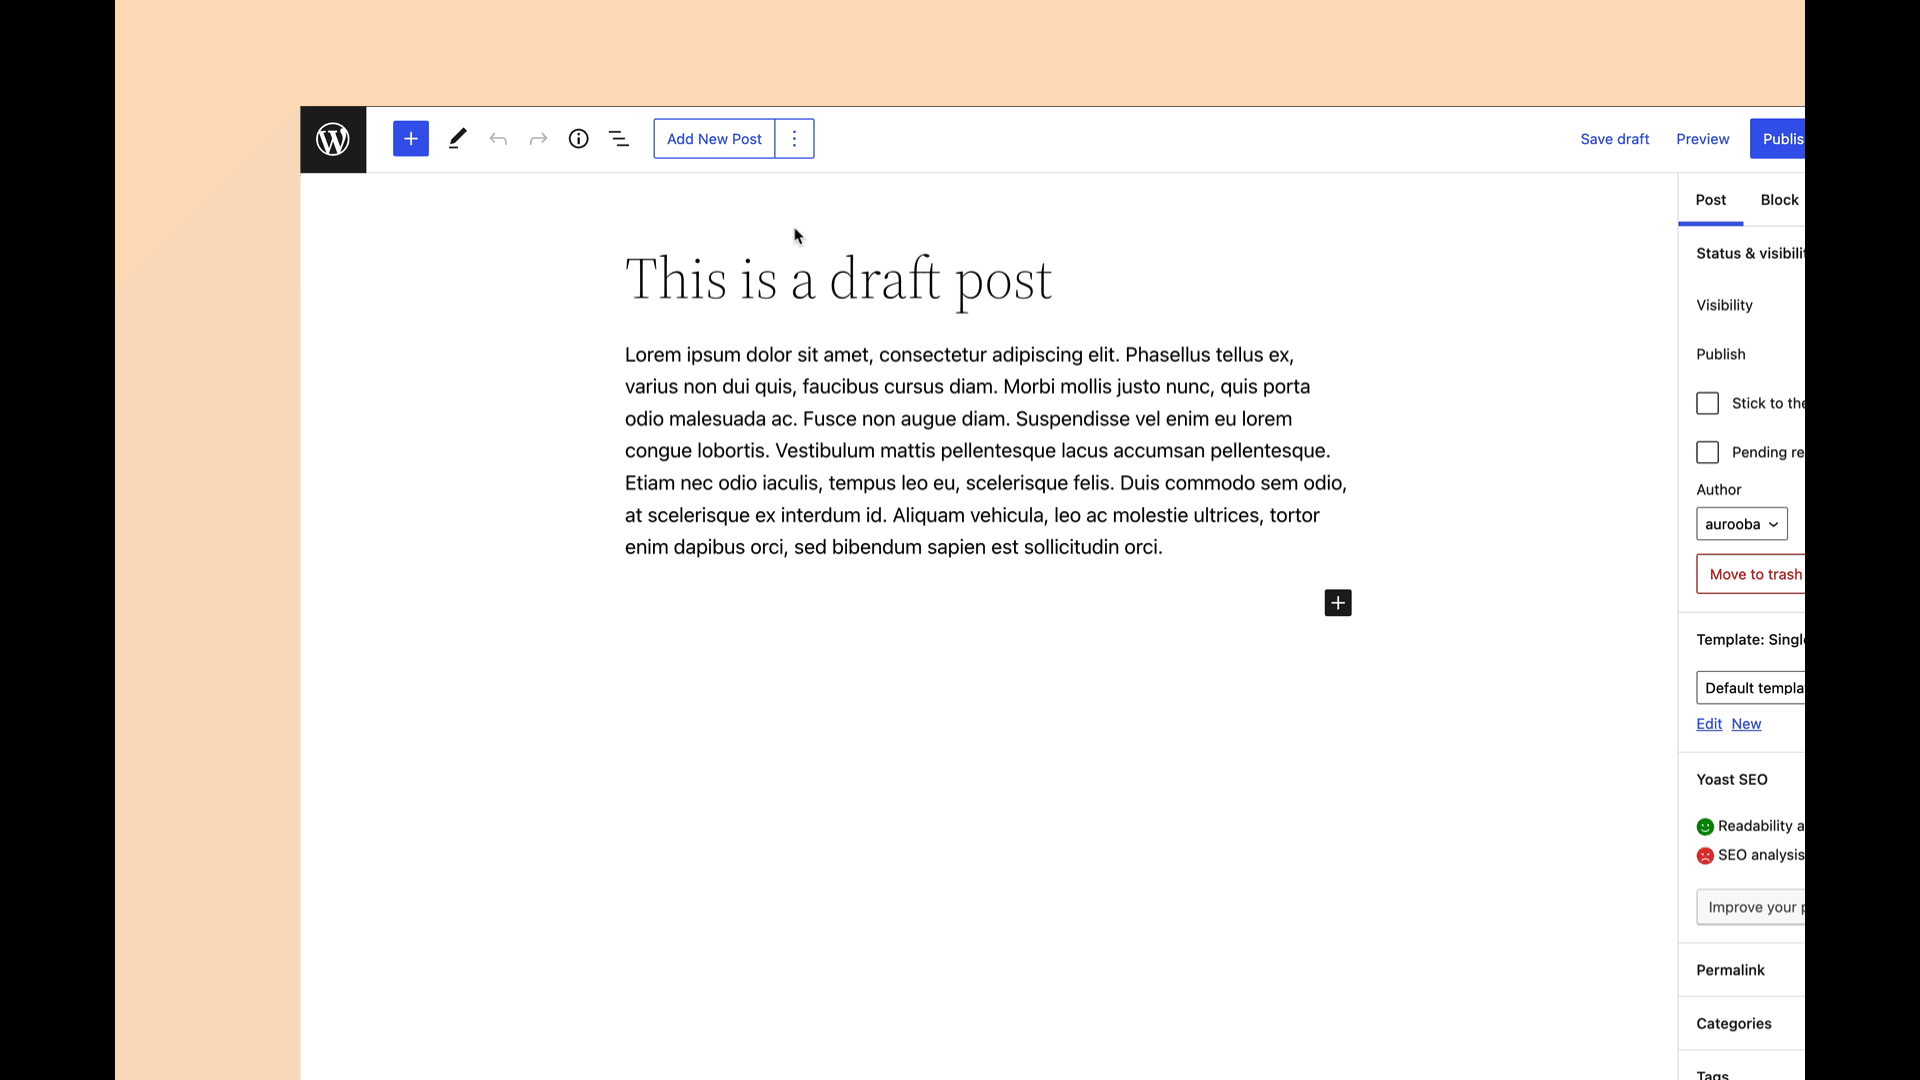 Add New Post
Save draft
Preview
Publis
This is a draft post
Lorem ipsum dolor sit amet, consectetur adipiscing elit. Phasellus tellus ex,
varius non dui quis, faucibus cursus diam. Morbi mollis justo nunc, quis porta
odio malesuada ac. Fusce non augue diam. Suspendisse vel enim eu lorem
congue lobortis. Vestibulum mattis pellentesque lacus accumsan pellentesque.
Etiam nec odio iaculis, tempus leo eu, scelerisque felis. Duis commodo sem odio,
at scelerisque ex interdum id. Aliquam vehicula, leo ac molestie ultrices, tortor
enim dapibus orci, sed bibendum sapien est sollicitudin orci.
Post
Block
Status & visibilit
Visibility
Publish
Stick to the
Pending re
Author
aurooba
Move to trash
Template: Singl
Default templa
Edit New
Yoast SEO
Readability a
SEO analysis
Improve your p
Permalink
Categories
Tags